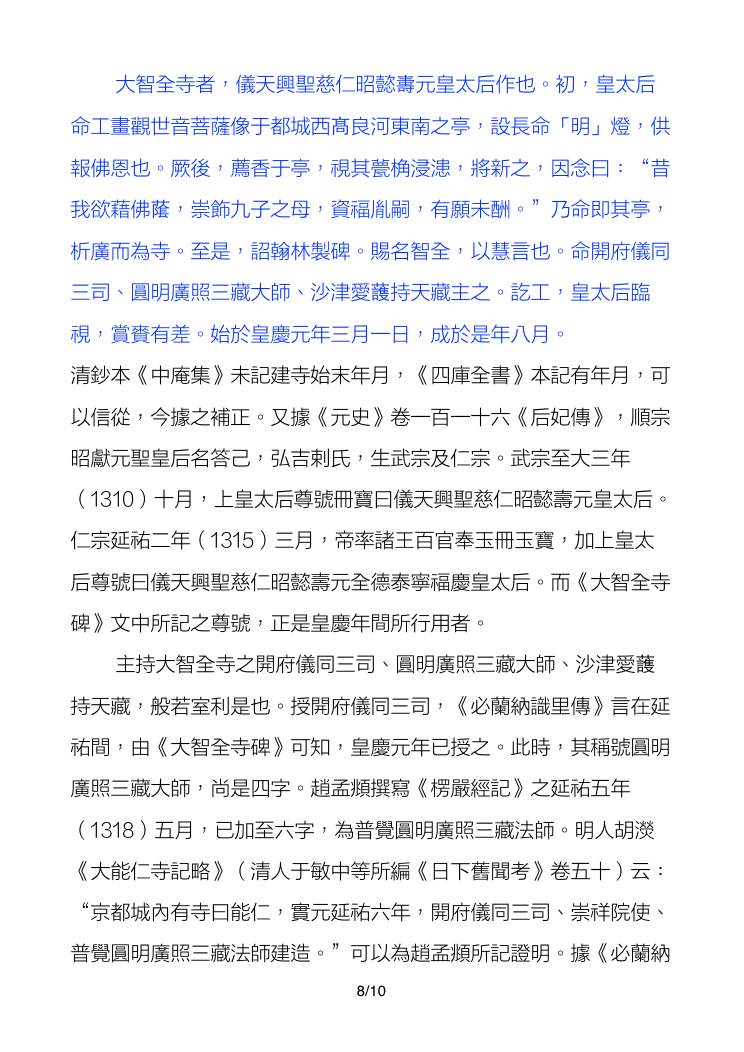 大智全寺者，儀天興聖慈仁昭懿壽元皇太后作也。初，皇太后
命工畫觀世音菩薩像于都城西髙良河東南之亭，設長命「明」燈，供
報佛恩也。厥後，薦香于亭，視其甍桷浸漶，將新之，因念曰：“昔
我欲藉佛蔭，崇飾九子之母，資福胤嗣，有願未酬。”乃命即其亭，
析廣而為寺。至是，詔翰林製碑。賜名智全，以慧言也。命開府儀同
三司、圓明廣照三藏大師、沙津愛護持天藏主之。訖工，皇太后臨
視，賞賚有差。始於皇慶元年三月一日，成於是年八月。
清鈔本《中庵集》未記建寺始末年月，《四庫全書》本記有年月，可
以信從，今據之補正。又據《元史》卷一百一十六《后妃傳》，順宗
昭獻元聖皇后名答己，弘吉剌氏，生武宗及仁宗。武宗至大三年
（1310）十月，上皇太后尊號冊寶曰儀天興聖慈仁昭懿壽元皇太后。
仁宗延祐二年（1315）三月，帝率諸王百官奉玉冊玉寶，加上皇太
后尊號曰儀天興聖慈仁昭懿壽元全德泰寧福慶皇太后。而《大智全寺
碑》文中所記之尊號，正是皇慶年間所行用者。
主持大智全寺之開府儀同三司、圓明廣照三藏大師、沙津愛護
持天藏，般若室利是也。授開府儀同三司，《必蘭納識里傳》言在延
祐間，由《大智全寺碑》可知，皇慶元年已授之。此時，其稱號圓明
廣照三藏大師，尚是四字。趙孟頫撰寫《楞嚴經記》之延祐五年
（1318）五月，已加至六字，為普覺圓明廣照三藏法師。明人胡濙
《大能仁寺記略》（清人于敏中等所編《日下舊聞考》卷五十）云：
“京都城內有寺曰能仁，實元延祐六年，開府儀同三司、崇祥院使、
普覺圓明廣照三藏法師建造。”可以為趙孟頫所記證明。據《必蘭納
8/10